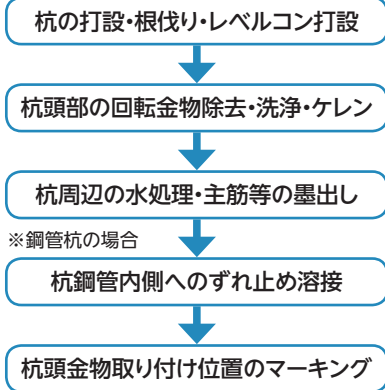 杭の打設・根伐り・レベルコン打設
杭頭部の回転金物除去・洗浄・ケレン
杭周辺の水処理・主筋等の墨出し
※鋼管杭の場合
杭鋼管内側へのずれ止め溶接
杭頭金物取り付け位置のマーキング